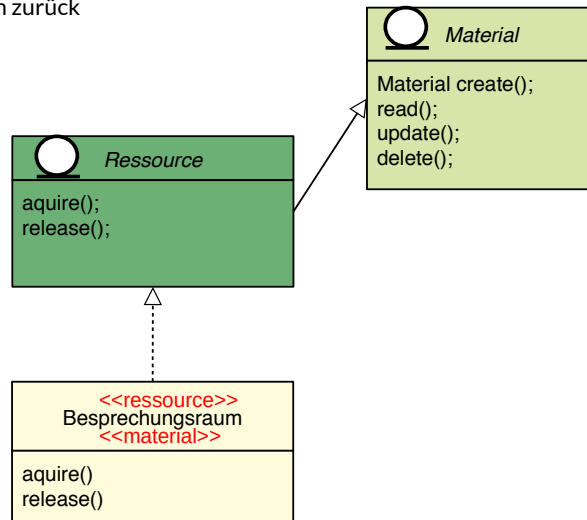 zurück
Material
Material create();
read();
update();
delete();
Ressource
aquire();
release();
<<ressource>>
Besprechungsraum
<<material>>
aquire()
release()